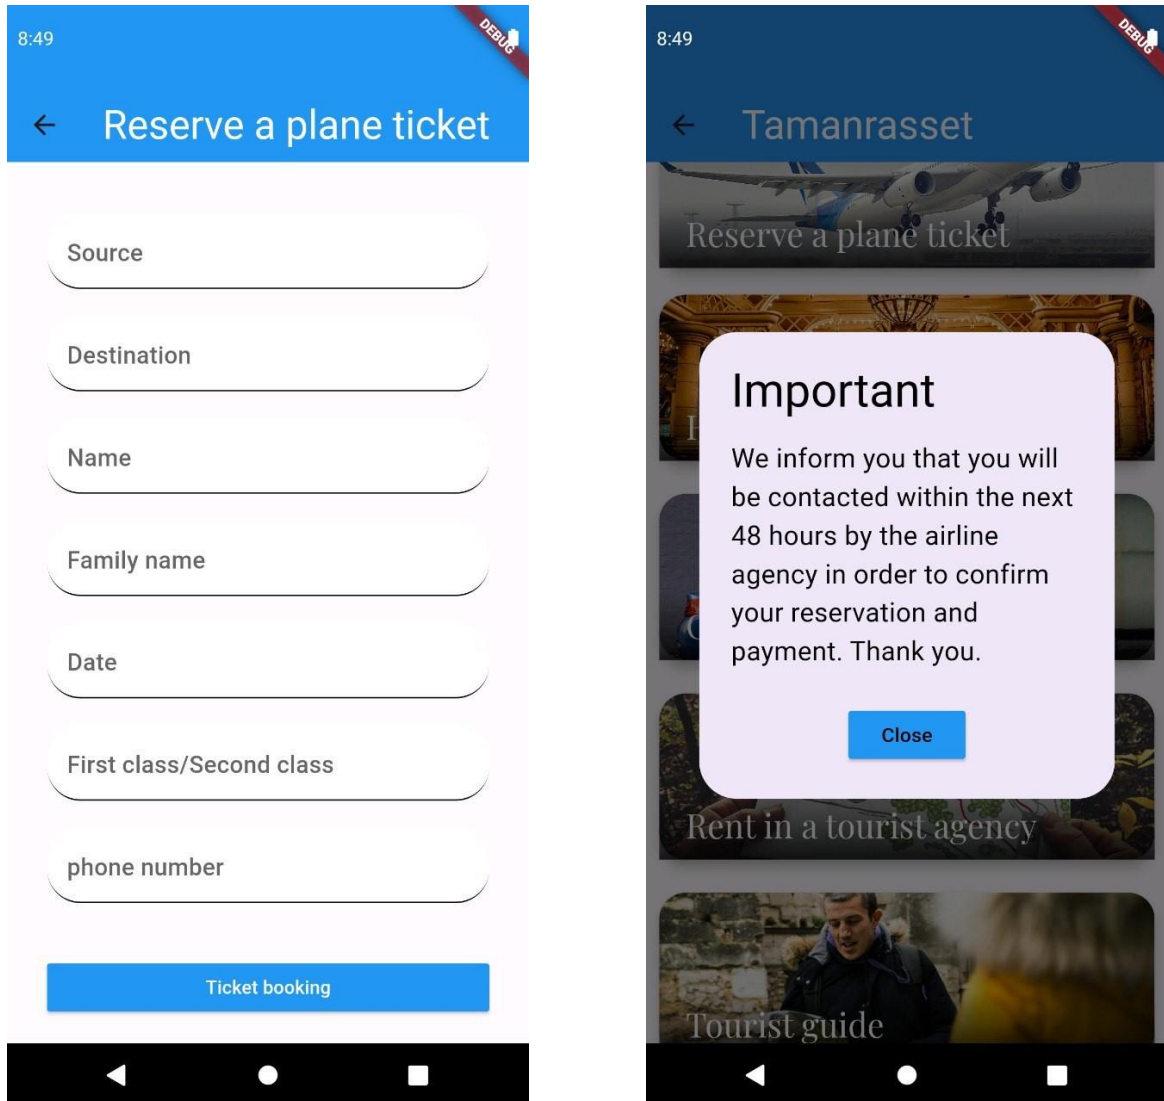 8:49
DEBUG
Reserve a plane ticket
Source
Destination
Name
Family name
Date
First class/Second class
phone number
Ticket booking
8:49
DEBUG
Tamanrasset
Reserve a plane ticket
Important
We inform you that you will
be contacted within the next
48 hours by the airline
agency in order to confirm
your reservation and
payment. Thank you.
Close
Rent in a tourist agency
Tourist guide